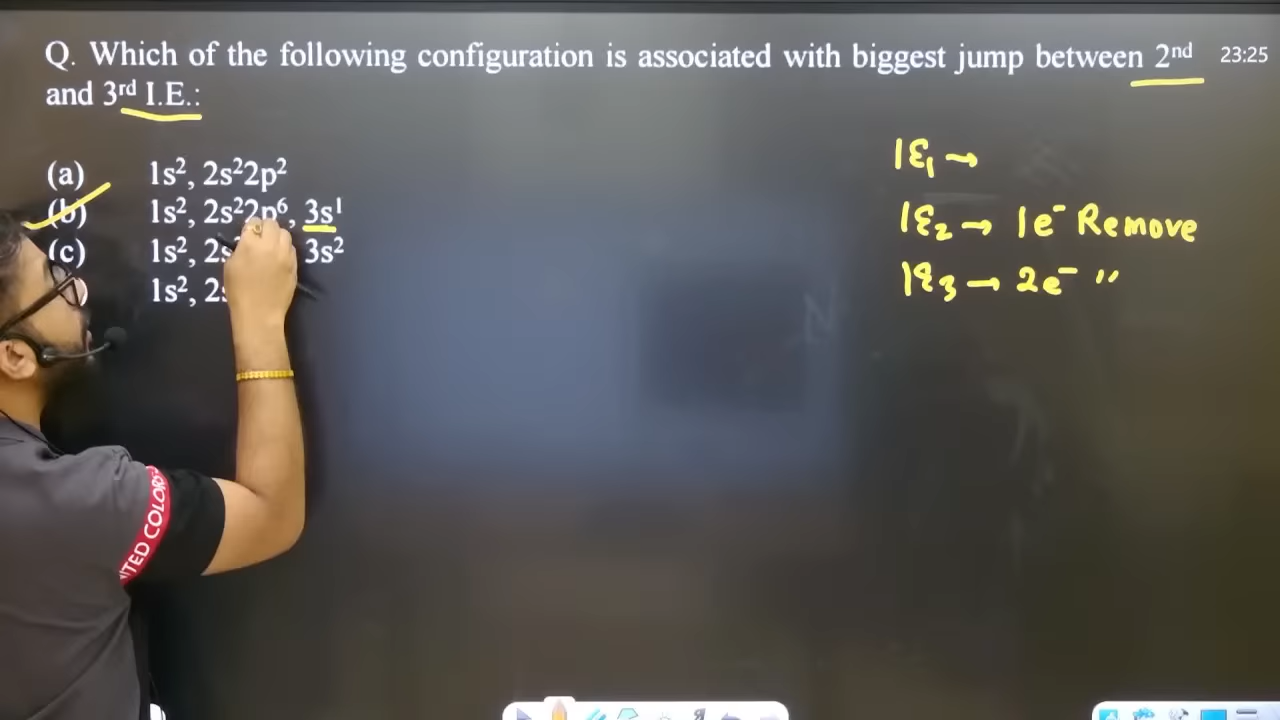 Q. Which of the following configuration is associated with biggest jump between 2nd
and 3rd I.E.:
23:25
(a) 1s², 2s²2p²
(b) 1s², 2s²2p⁶, 3s¹
(c) 1s², 2s 3s²
1s², 2s
IE₁ →
IE₂ → 1e⁻ Remove
IE₃ → 2e⁻ "